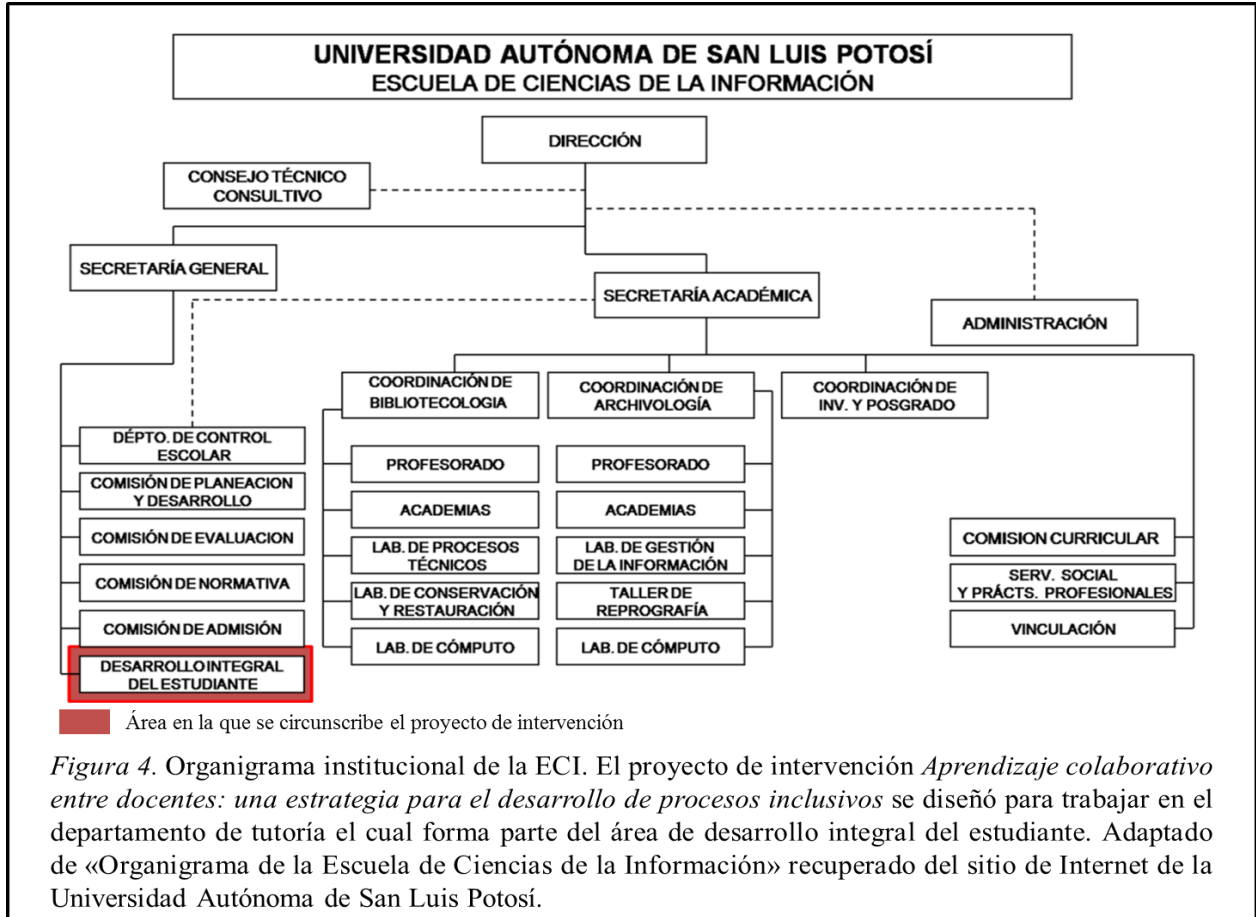 UNIVERSIDAD AUTÓNOMA DE SAN LUIS POTOSÍ
ESCUELA DE CIENCIAS DE LA INFORMACIÓN
DIRECCIÓN
CONSEJO TÉCNICO
CONSULTIVO
SECRETARÍA GENERAL
SECRETARÍA ACADÉMICA
ADMINISTRACIÓN
COORDINACIÓN DE
BIBLIOTECOLOGIA
COORDINACIÓN DE
ARCHIVOLOGÍA
COORDINACIÓN DE
INV. Y POSGRADO
DÉPTO. DE CONTROL
ESCOLAR
COMISIÓN DE PLANEACION
Y DESARROLLO
COMISIÓN DE EVALUACION
COMISIÓN DE NORMATIVA
COMISIÓN DE ADMISIÓN
DESARROLLO INTEGRAL
DEL ESTUDIANTE
PROFESORADO
ACADEMIAS
LAB. DE PROCESOS
TÉCNICOS
LAB. DE CONSERVACIÓN
Y RESTAURACIÓN
LAB. DE CÓMPUTO
PROFESORADO
ACADEMIAS
LAB. DE GESTIÓN
DE LA INFORMACIÓN
TALLER DE
REPROGRAFÍA
LAB. DE CÓMPUTO
COMISION CURRICULAR
SERV. SOCIAL
Y PRÁCTS. PROFESIONALES
VINCULACIÓN
Área en la que se circunscribe el proyecto de intervención
Figura 4. Organigrama institucional de la ECI. El proyecto de intervención Aprendizaje colaborativo
entre docentes: una estrategia para el desarrollo de procesos inclusivos se diseñó para trabajar en el
departamento de tutoría el cual forma parte del área de desarrollo integral del estudiante. Adaptado
de «Organigrama de la Escuela de Ciencias de la Información» recuperado del sitio de Internet de la
Universidad Autónoma de San Luis Potosí.